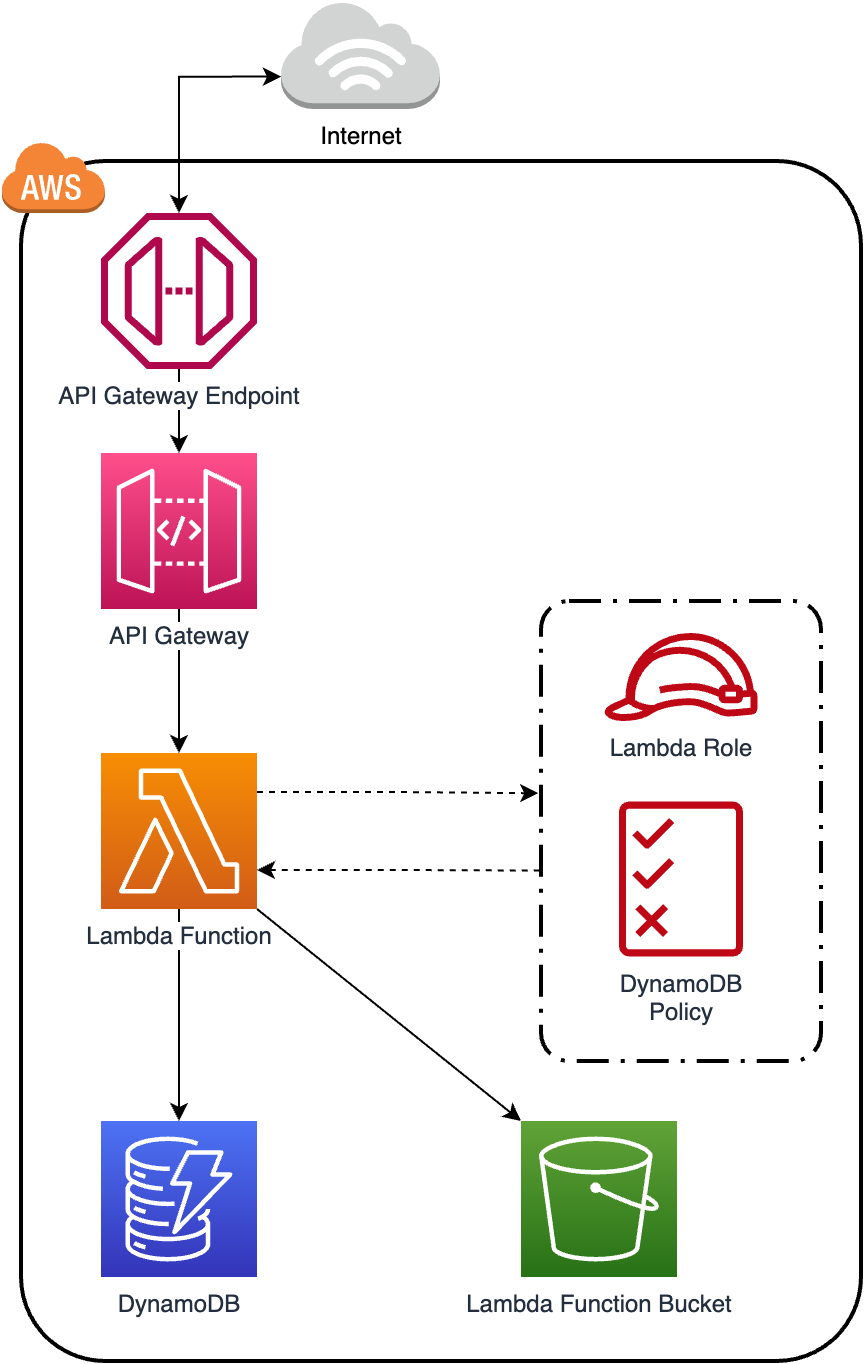 Internet
AWS
API Gateway Endpoint
API Gateway
Lambda Role
Lambda Function
DynamoDB
Policy
DynamoDB
Lambda Function Bucket